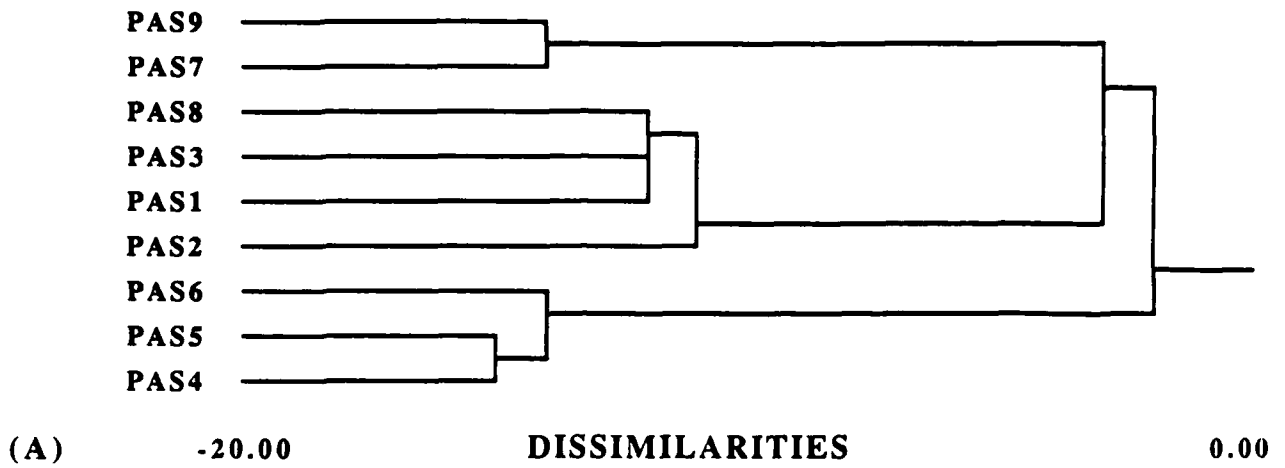 PAS9
PAS7
PAS8
PAS3
PAS1
PAS2
PAS6
PAS5
PAS4
(A) -20.00 DISSIMILARITIES 0.00